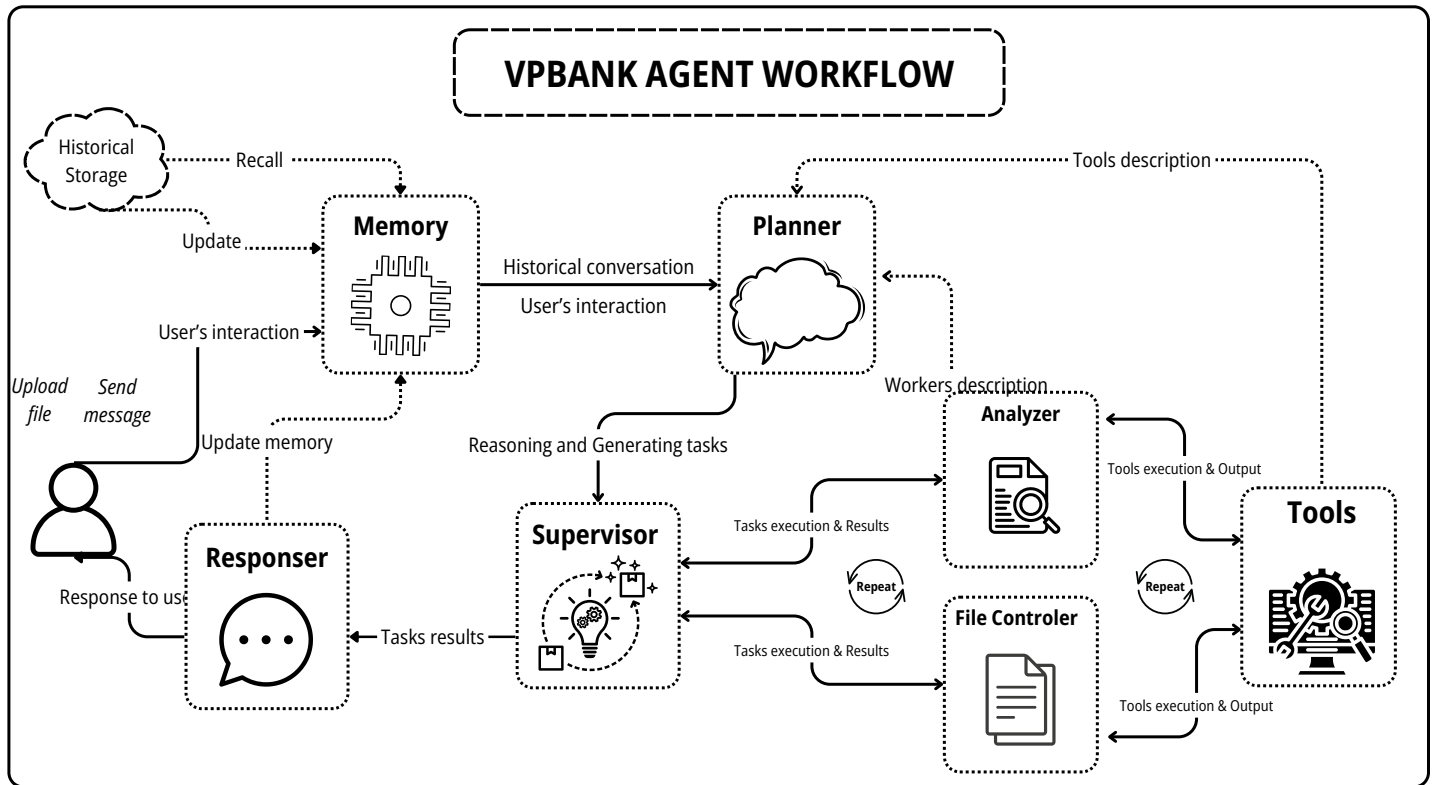 VPBANK AGENT WORKFLOW
Historical
Storage
Recall
Tools description
Memory
Planner
Update
Historical conversation
User’s interaction
User’s interaction
Upload
file
Send
message
Workers description
Analyzer
Update memory
Reasoning and Generating tasks
Tools execution & Output
Tools
Supervisor
Tasks execution & Results
Responser
Repeat
Repeat
Response to use
File Controler
Tasks results
Tasks execution & Results
Tools execution & Output